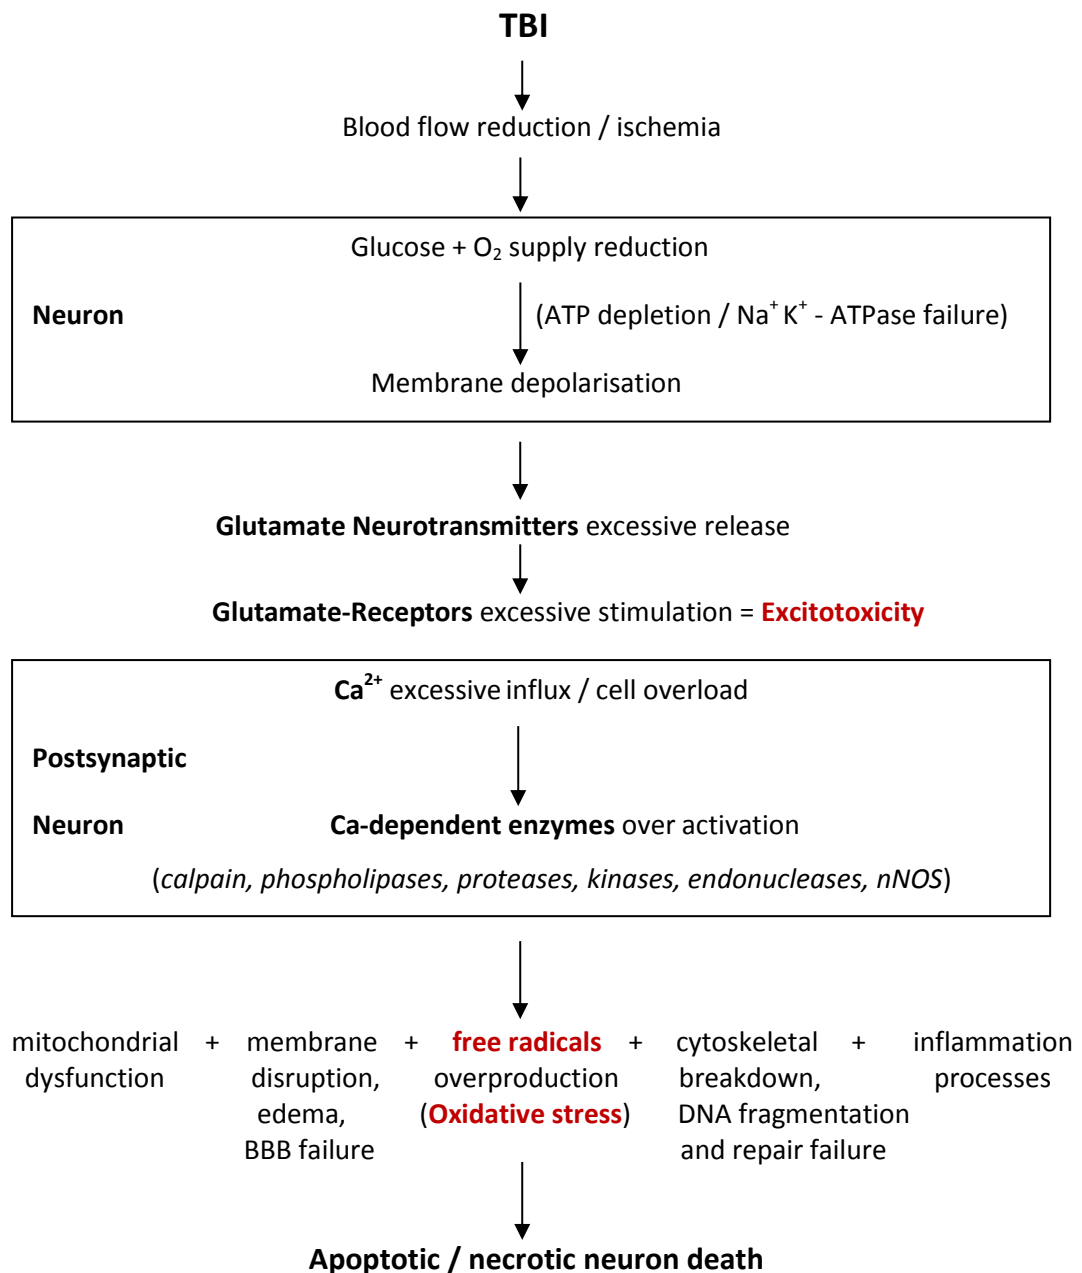 TBI
Blood flow reduction / ischemia
Glucose + O₂ supply reduction
Neuron (ATP depletion / Na⁺ K⁺ - ATPase failure)
Membrane depolarisation
Glutamate Neurotransmitters excessive release
Glutamate-Receptors excessive stimulation = Excitotoxicity
Ca²⁺ excessive influx / cell overload
Postsynaptic
Neuron Ca-dependent enzymes over activation
(calpain, phospholipases, proteases, kinases, endonucleases, nNOS)
mitochondrial + membrane + free radicals + cytoskeletal + inflammation
dysfunction disruption, overproduction breakdown, processes
edema, (Oxidative stress) DNA fragmentation
BBB failure and repair failure
Apoptotic / necrotic neuron death